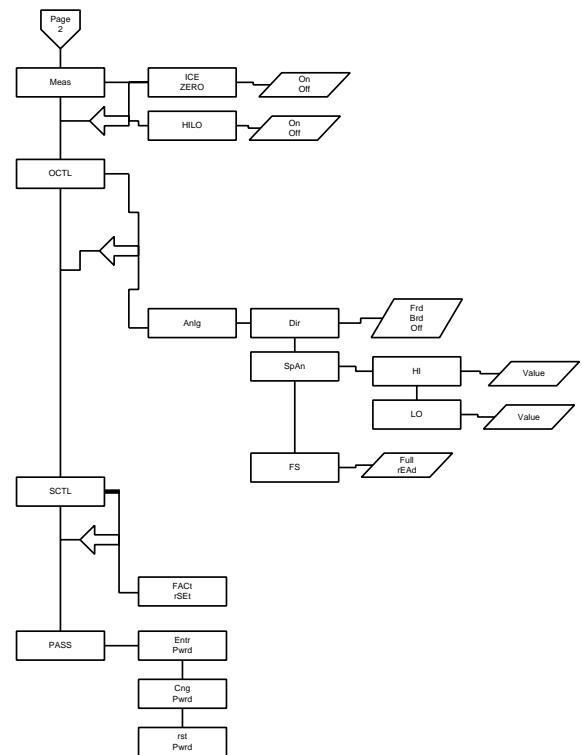 Page
2
Meas
ICE
ZERO
On
Off
HILO
On
Off
OCTL
Anlg
Dir
Frd
Brd
Off
SpAn
HI
Value
LO
Value
FS
Full
rEAd
SCTL
FACt
rSEt
PASS
Entr
Pwrd
Cng
Pwrd
rst
Pwrd